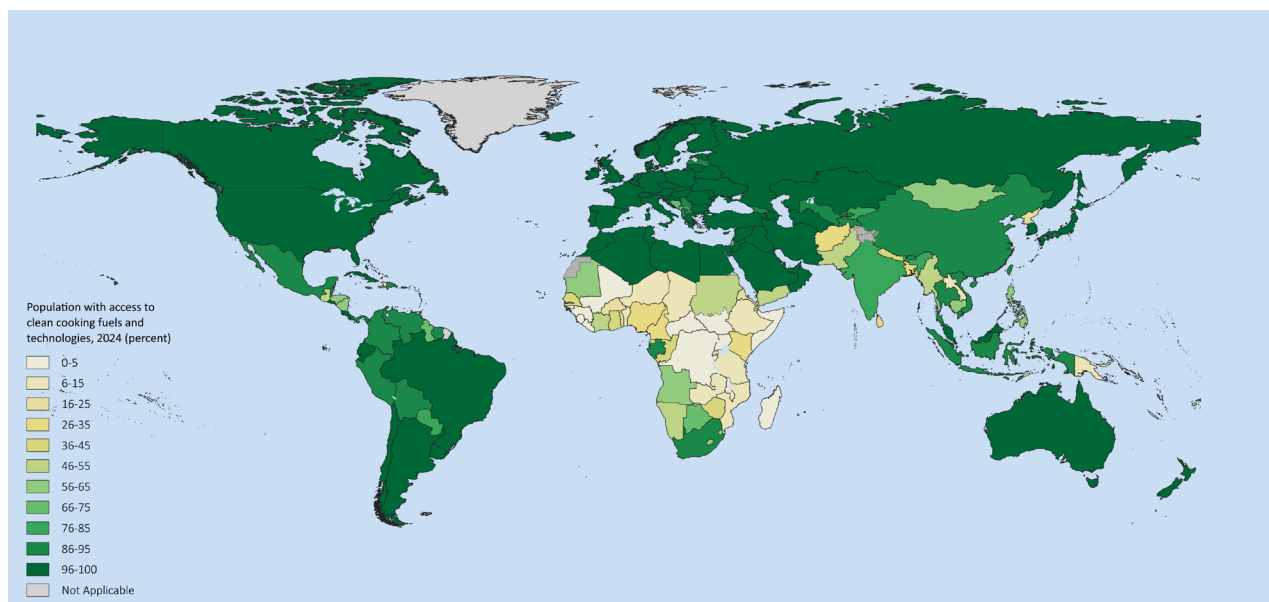 Population with access to
clean cooking fuels and
technologies, 2024 (percent)
0-5
6-15
16-25
26-35
36-45
46-55
56-65
66-75
76-85
86-95
96-100
Not Applicable